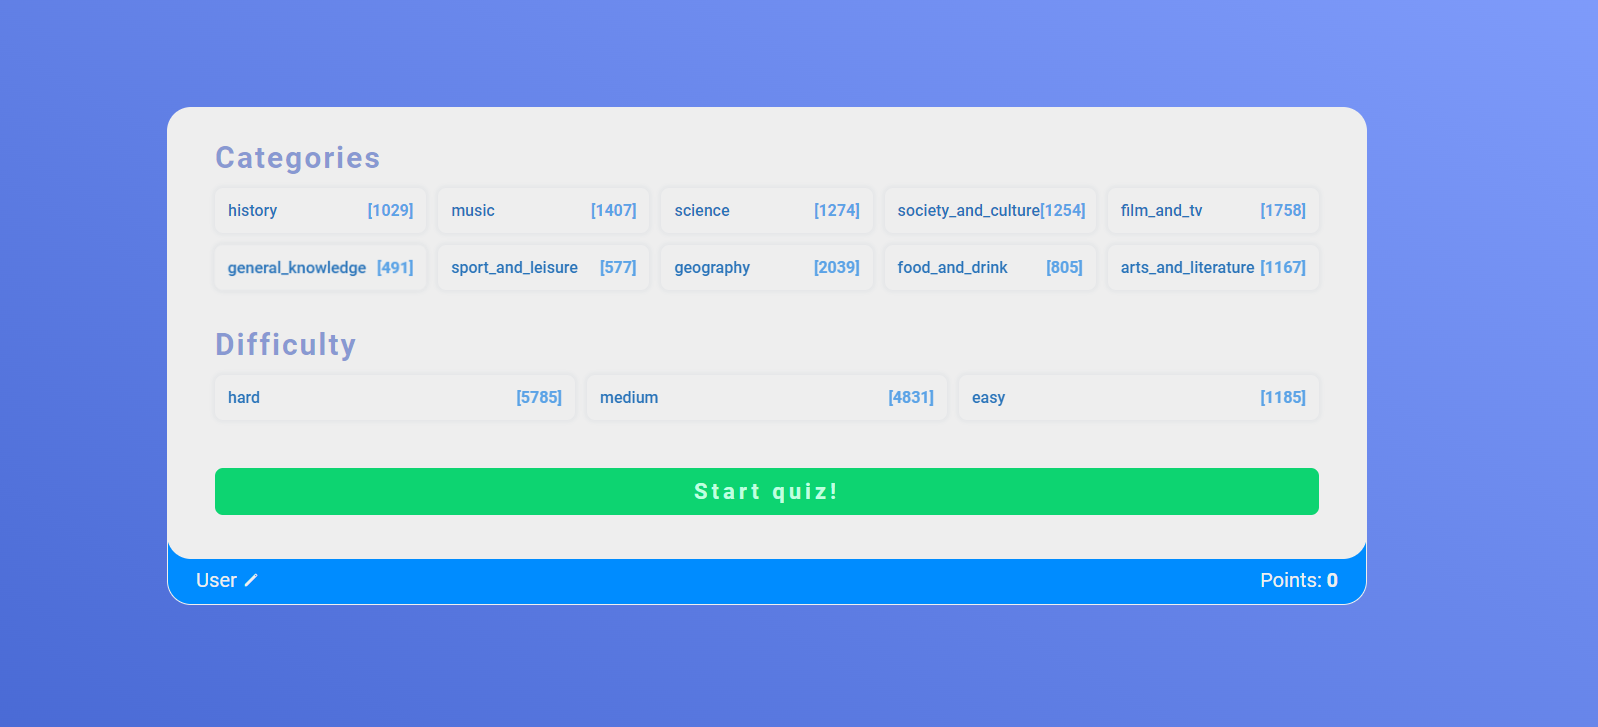 Categories
history [1029] music [1407] science [1274] society_and_culture[1254] film_and_tv [1758]
general_knowledge [491] sport_and_leisure [577] geography [2039] food_and_drink [805] arts_and_literature [1167]
Difficulty
hard [5785] medium [4831] easy [1185]
Start quiz!
User Points: 0